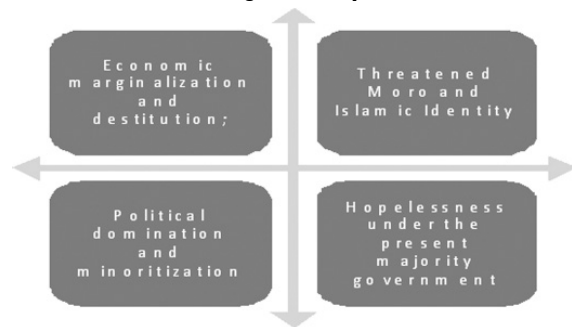 Economic
marginalization
and
destitution;
Threatened
Moro and
Islamic Identity
Political
domination
and
minoritization
Hopelessness
under the
present
majority
government